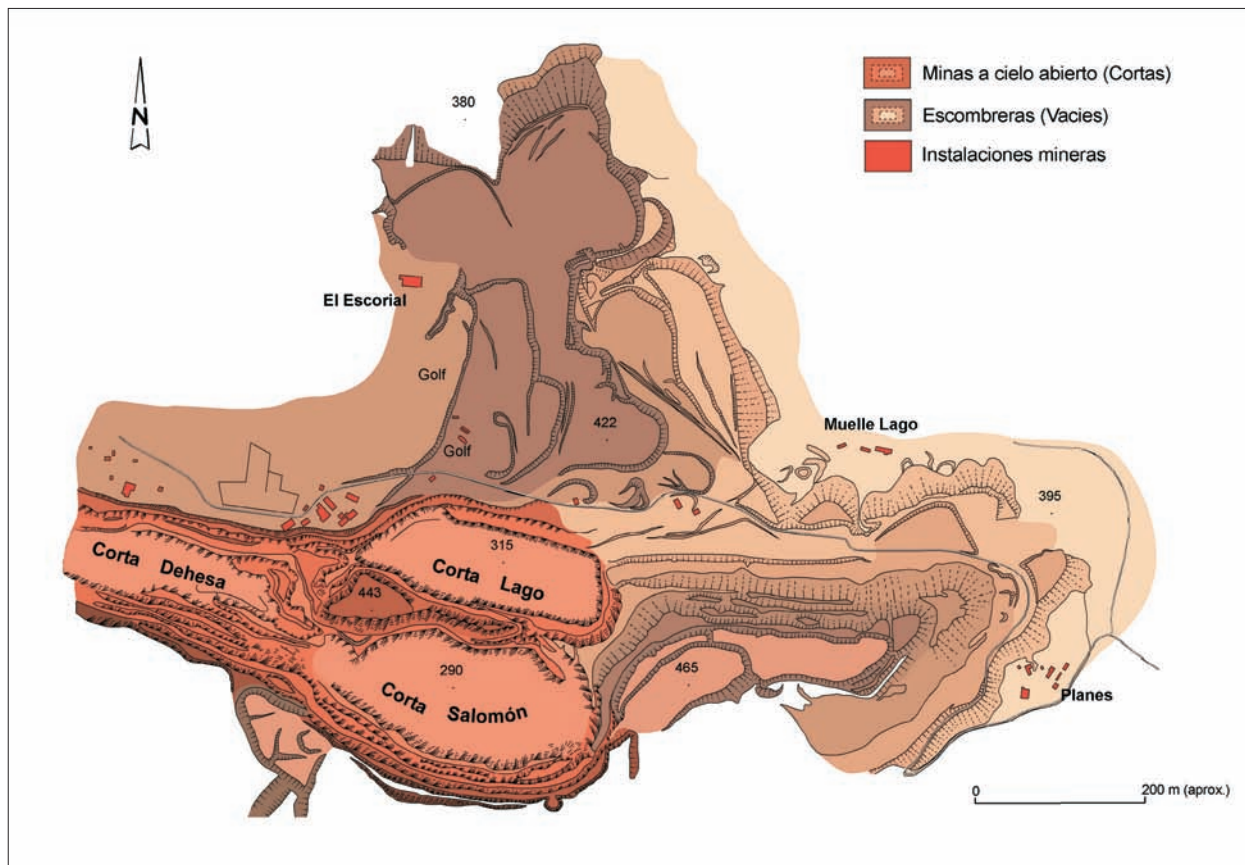 N
380
Minas a cielo abierto (Cortas)
Escombreras (Vacies)
Instalaciones mineras
El Escorial
Golf
422
Muelle Lago
Golf
395
315
Corta Dehesa
Corta Lago
443
290
465
Corta Salomón
Planes
0
200 m (aprox.)